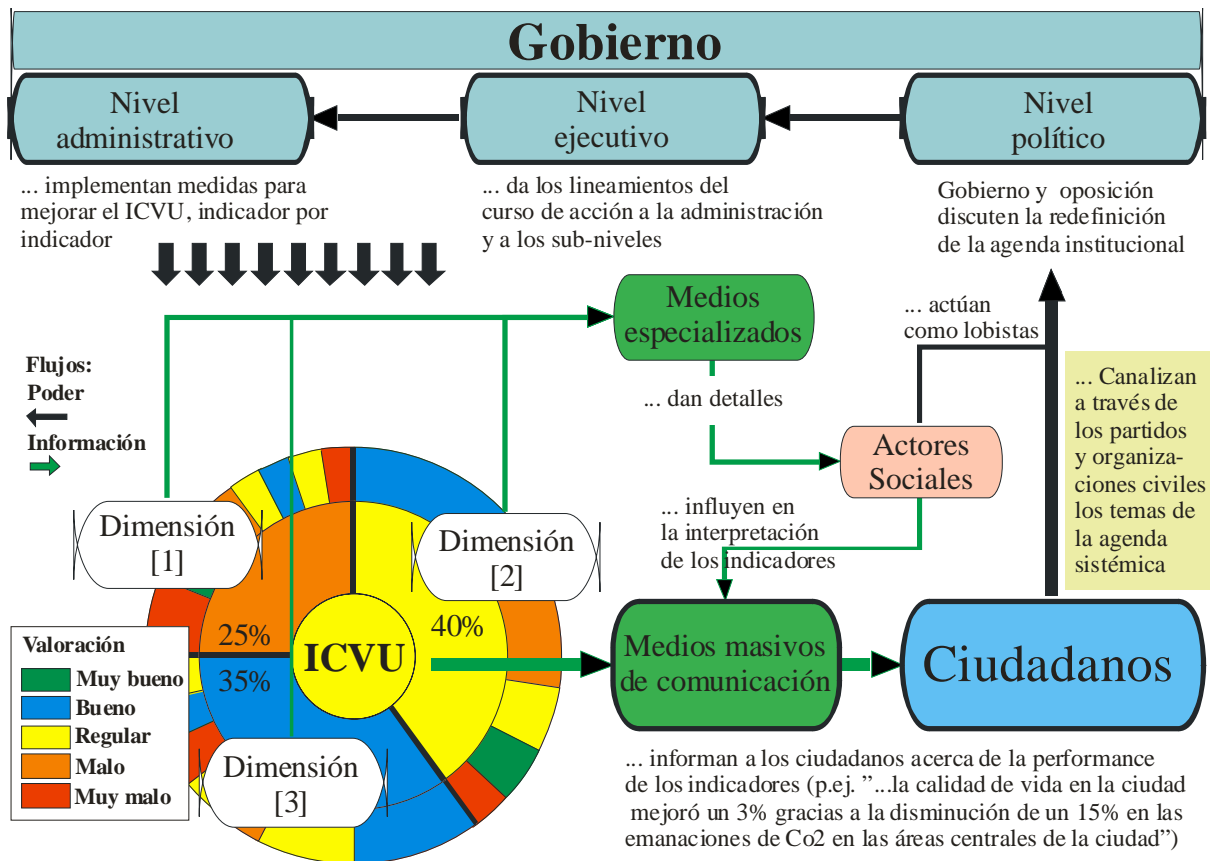 Gobierno
Nivel
administrativo
Nivel
ejecutivo
Nivel
político
... implementan medidas para
mejorar el ICVU, indicador por
indicador
... da los lineamientos del
curso de acción a la administración
y a los sub-niveles
Gobierno y oposición
discuten la redefinición
de la agenda institucional
Medios
especializados
... actúan
como lobistas
Flujos:
Poder
Información
... dan detalles
... Canalizan
a través de
los partidos
y organiza-
ciones civiles
los temas de
la agenda
sistémica
Actores
Sociales
... influyen en
la interpretación
de los indicadores
Dimensión
[1]
Dimensión
[2]
25%
40%
35%
ICVU
Dimensión
[3]
Valoración
Muy bueno
Bueno
Regular
Malo
Muy malo
Medios masivos
de comunicación
Ciudadanos
... informan a los ciudadanos acerca de la performance
de los indicadores (p.ej. ”...la calidad de vida en la ciudad
mejoró un 3% gracias a la disminución de un 15% en las
emanaciones de Co2 en las áreas centrales de la ciudad”)